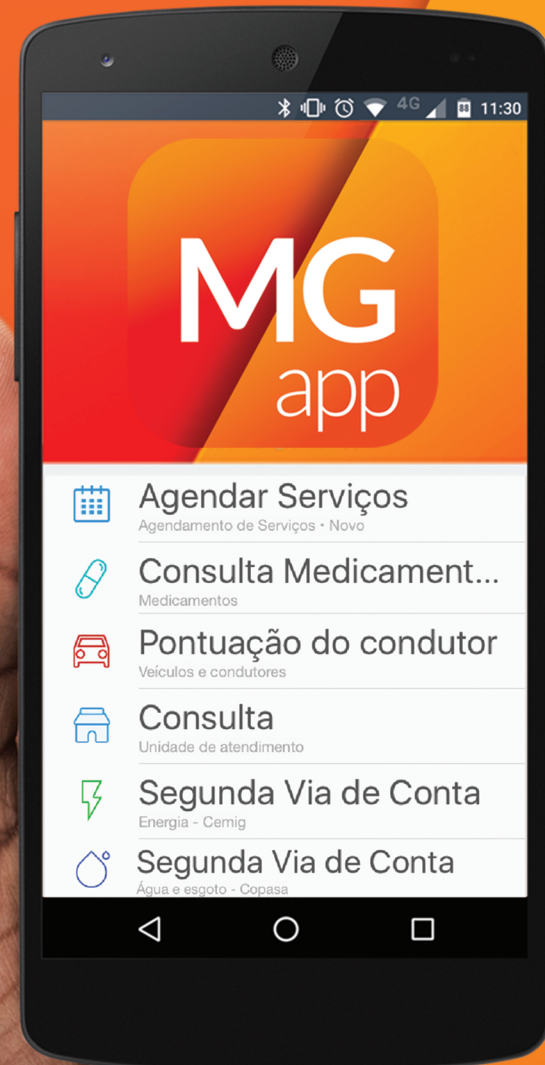 4G 88 11:30
MG
app
Agendar Serviços
Agendamento de Serviços • Novo
Consulta Medicament...
Medicamentos
Pontuação do condutor
Veículos e condutores
Consulta
Unidade de atendimento
Segunda Via de Conta
Energia - Cemig
Segunda Via de Conta
Água e esgoto - Copasa